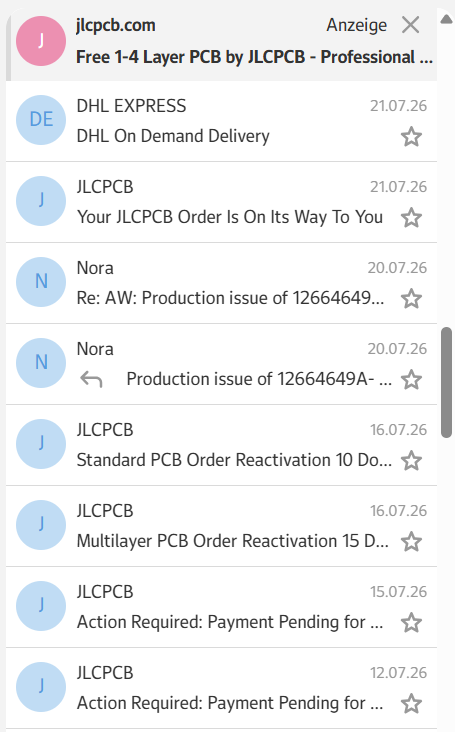 J
jlcpcb.com Anzeige
Free 1-4 Layer PCB by JLCPCB - Professional ...
DE
DHL EXPRESS 21.07.26
DHL On Demand Delivery
J
JLCPCB 21.07.26
Your JLCPCB Order Is On Its Way To You
N
Nora 20.07.26
Re: AW: Production issue of 12664649...
N
Nora 20.07.26
Production issue of 12664649A- ...
J
JLCPCB 16.07.26
Standard PCB Order Reactivation 10 Do...
J
JLCPCB 16.07.26
Multilayer PCB Order Reactivation 15 D...
J
JLCPCB 15.07.26
Action Required: Payment Pending for ...
J
JLCPCB 12.07.26
Action Required: Payment Pending for ...